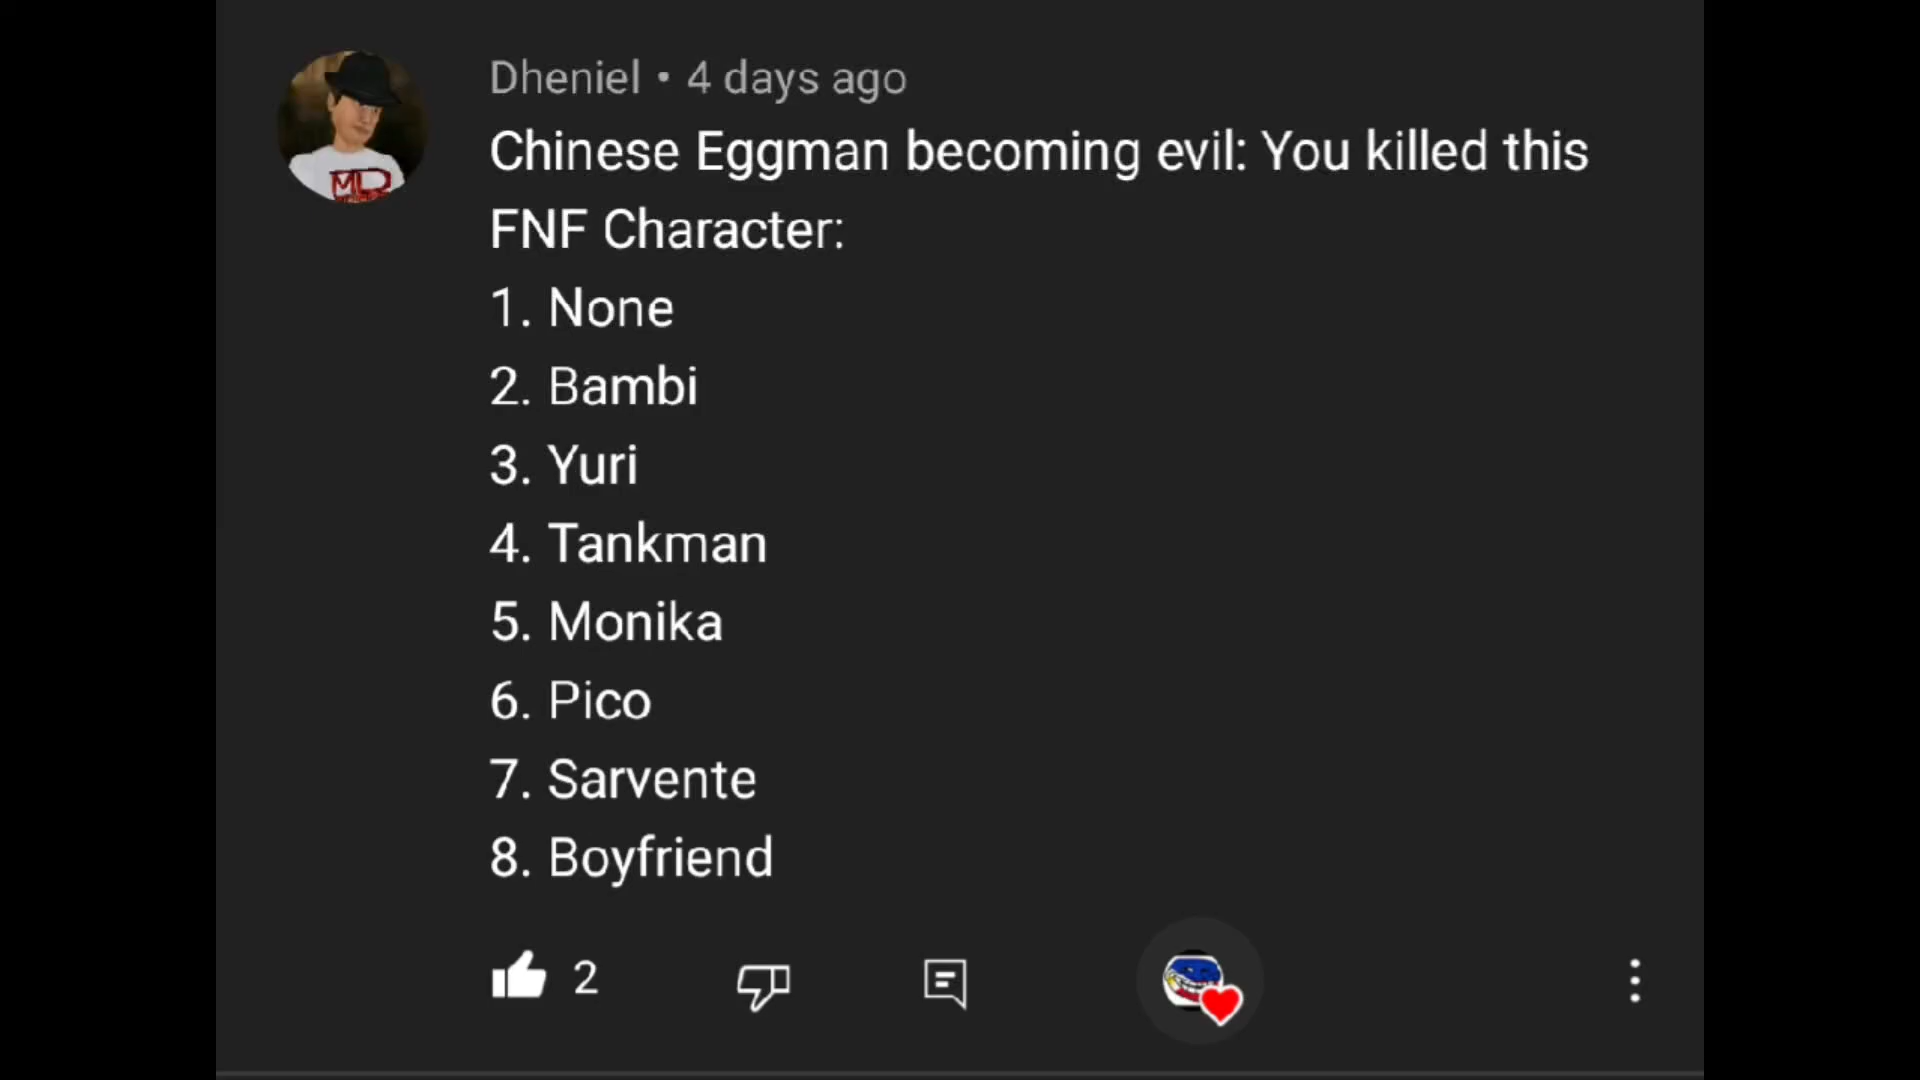 Dheniel • 4 days ago
Chinese Eggman becoming evil: You killed this
FNF Character:
1. None
2. Bambi
3. Yuri
4. Tankman
5. Monika
6. Pico
7. Sarvente
8. Boyfriend
2